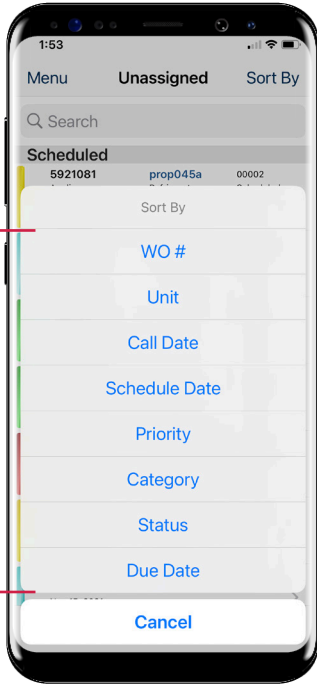 1:53
Menu Unassigned Sort By
Search
Scheduled
5921081 prop045a 00002
Sort By
WO #
Unit
Call Date
Schedule Date
Priority
Category
Status
Due Date
Cancel